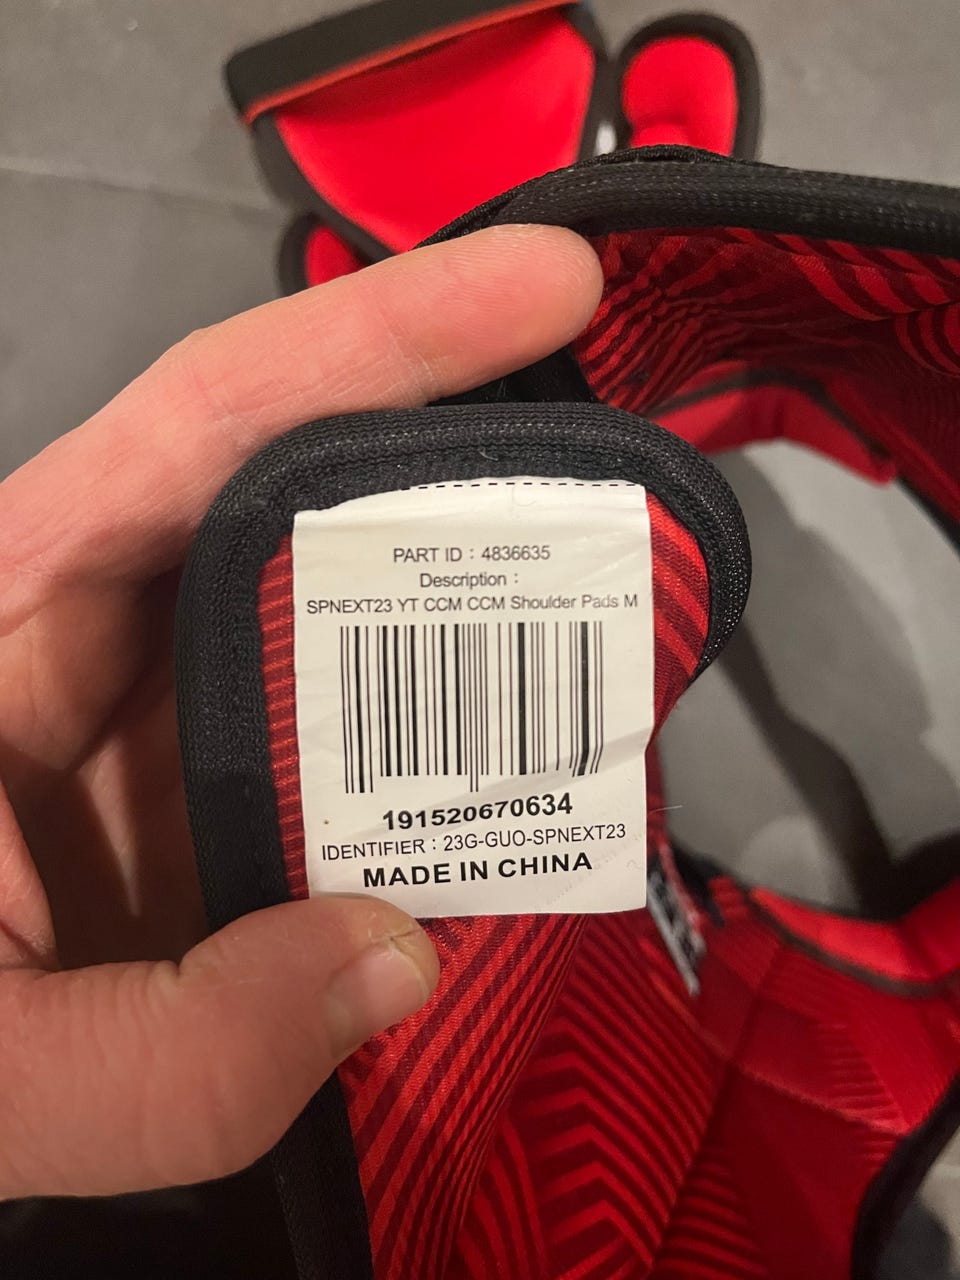 PART ID : 4836635
Description :
SPNEXT23 YT CCM CCM Shoulder Pads M
191520670634
IDENTIFIER : 23G-GUO-SPNEXT23
MADE IN CHINA